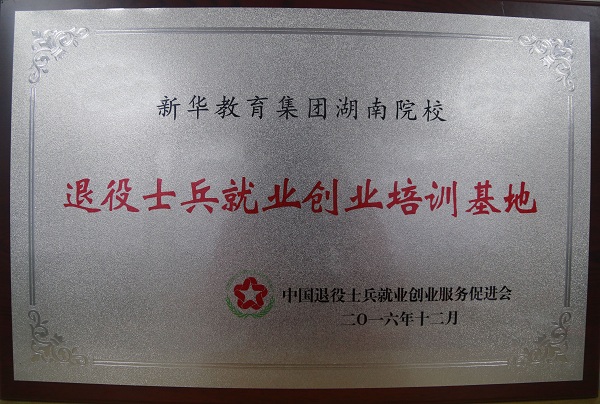 新华教育集团湖南院校
退役士兵就业创业培训基地
中国退役士兵就业创业服务促进会
二〇一六年十二月